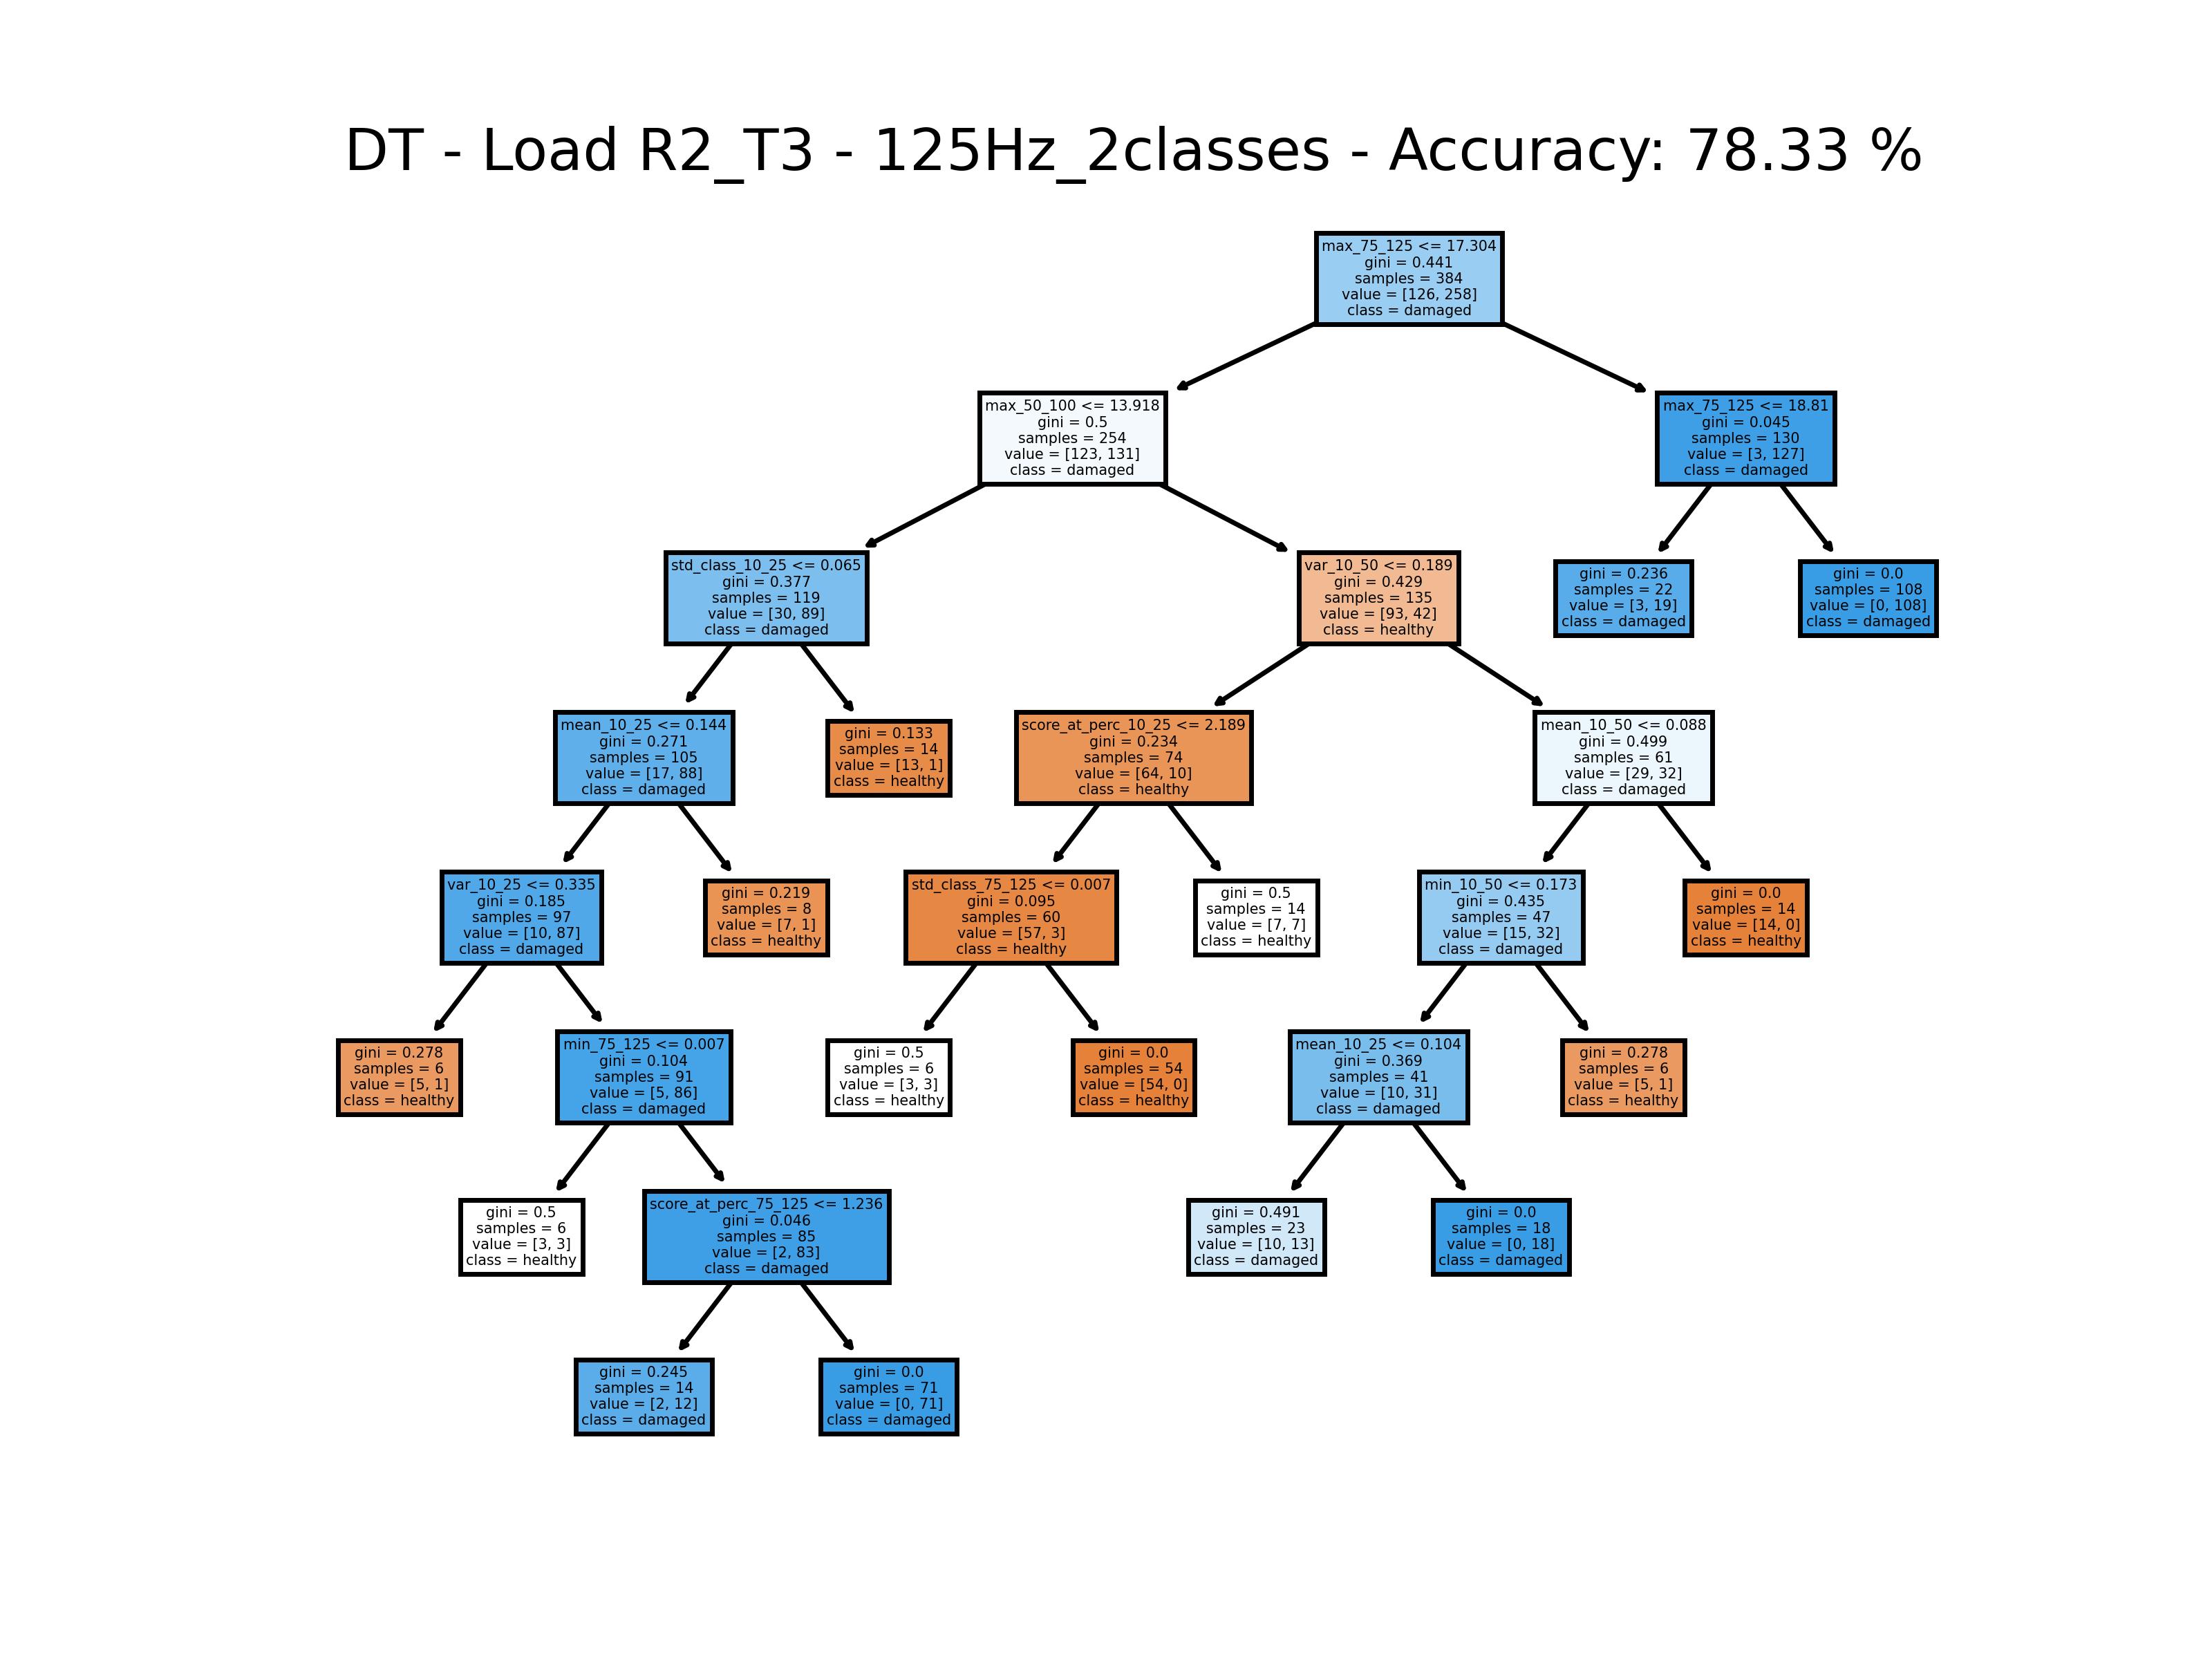 DT - Load R2_T3 - 125Hz_2classes - Accuracy: 78.33 %
max_75_125 <= 17.304
gini = 0.441
samples = 384
value = [126, 258]
class = damaged
max_50_100 <= 13.918
gini = 0.5
samples = 254
value = [123, 131]
class = damaged
max_75_125 <= 18.81
gini = 0.045
samples = 130
value = [3, 127]
class = damaged
std_class_10_25 <= 0.065
gini = 0.377
samples = 119
value = [30, 89]
class = damaged
var_10_50 <= 0.189
gini = 0.429
samples = 135
value = [93, 42]
class = healthy
gini = 0.236
samples = 22
value = [3, 19]
class = damaged
gini = 0.0
samples = 108
value = [0, 108]
class = damaged
mean_10_25 <= 0.144
gini = 0.271
samples = 105
value = [17, 88]
class = damaged
gini = 0.133
samples = 14
value = [13, 1]
class = healthy
score_at_perc_10_25 <= 2.189
gini = 0.234
samples = 74
value = [64, 10]
class = healthy
mean_10_50 <= 0.088
gini = 0.499
samples = 61
value = [29, 32]
class = damaged
var_10_25 <= 0.335
gini = 0.185
samples = 97
value = [10, 87]
class = damaged
gini = 0.219
samples = 8
value = [7, 1]
class = healthy
std_class_75_125 <= 0.007
gini = 0.095
samples = 60
value = [57, 3]
class = healthy
gini = 0.5
samples = 14
value = [7, 7]
class = healthy
min_10_50 <= 0.173
gini = 0.435
samples = 47
value = [15, 32]
class = damaged
gini = 0.0
samples = 14
value = [14, 0]
class = healthy
gini = 0.278
samples = 6
value = [5, 1]
class = healthy
min_75_125 <= 0.007
gini = 0.104
samples = 91
value = [5, 86]
class = damaged
gini = 0.5
samples = 6
value = [3, 3]
class = healthy
gini = 0.0
samples = 54
value = [54, 0]
class = healthy
mean_10_25 <= 0.104
gini = 0.369
samples = 41
value = [10, 31]
class = damaged
gini = 0.278
samples = 6
value = [5, 1]
class = healthy
gini = 0.5
samples = 6
value = [3, 3]
class = healthy
score_at_perc_75_125 <= 1.236
gini = 0.046
samples = 85
value = [2, 83]
class = damaged
gini = 0.491
samples = 23
value = [10, 13]
class = damaged
gini = 0.0
samples = 18
value = [0, 18]
class = damaged
gini = 0.245
samples = 14
value = [2, 12]
class = damaged
gini = 0.0
samples = 71
value = [0, 71]
class = damaged